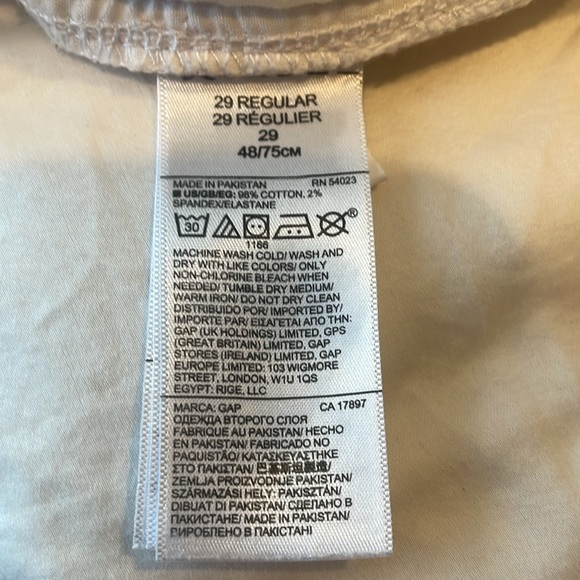 29 REGULAR
29 RÉGULIER
29
48/75CM
MADE IN PAKISTAN RN 54023
US/GB/EG: 98% COTTON. 2%
SPANDEX/ELASTANE
30 ®
1166
MACHINE WASH COLD/ WASH AND
DRY WITH LIKE COLORS/ ONLY
NON-CHLORINE BLEACH WHEN
NEEDED/ TUMBLE DRY MEDIUM/
WARM IRON/ DO NOT DRY CLEAN
DISTRIBUIDO POR/ IMPORTED BY/
IMPORTE PAR/ ΕΙΣΑΓΕΤΑΙ ΑΠΟ ΤΗΝ:
GAP (UK HOLDINGS) LIMITED, GPS
(GREAT BRITAIN) LIMITED, GAP
STORES (IRELAND) LIMITED, GAP
EUROPE LIMITED: 103 WIGMORE
STREET, LONDON, W1U 1QS
EGYPT: RIGE, LLC
MARCA: GAP CA 17897
ОДЕЖДА ВТОРОГО СЛОЯ
FABRIQUE AU PAKISTAN/ HECHO
EN PAKISTAN/ FABRICADO NO
PAQUISTÃO/ ΚΑΤΑΣΚΕΥΑΣΤΗΚΕ
ΣΤΟ ΠΑΚΙΣΤΑΝ/ 巴基斯坦製造/
ZEMLJA PROIZVODNJE PAKISTAN/
SZÁRMAZÁSI HELY: PAKISZTÁN/
DIBUAT DI PAKISTAN/ СДЕЛАНО В
ПАКИСТАНЕ/ MADE IN PAKISTAN/
ВИРОБЛЕНО В ПАКІСТАНІ